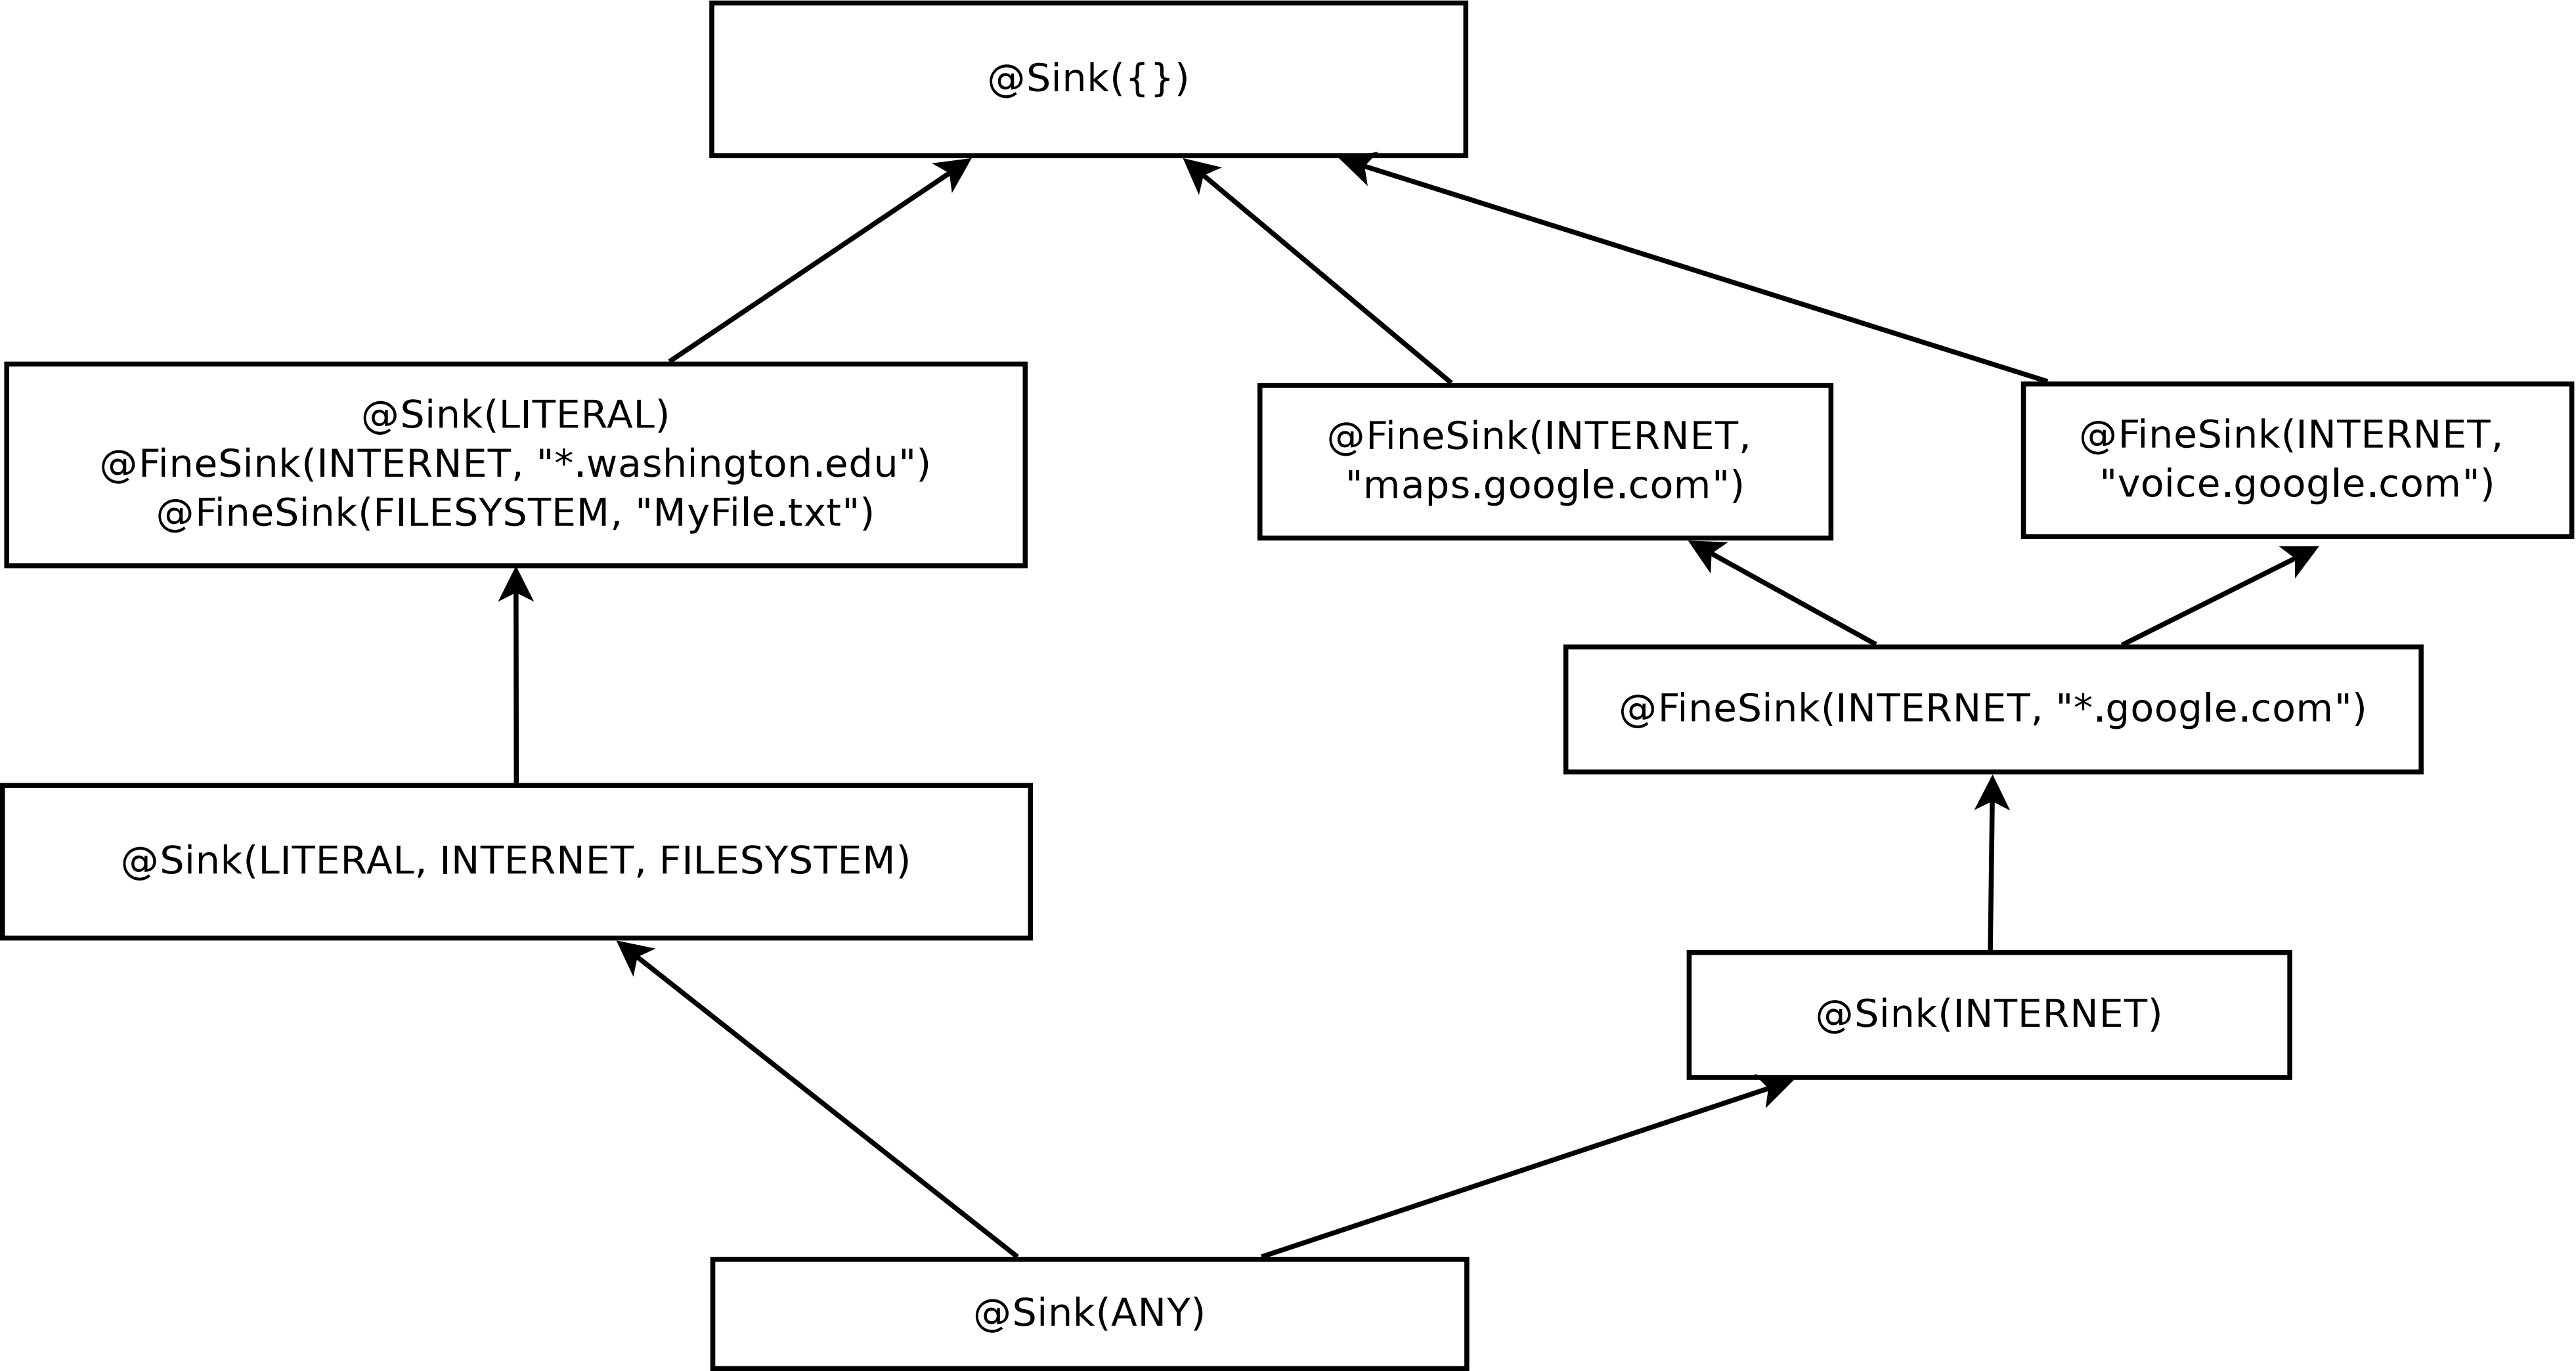 @Sink({})
@Sink(LITERAL)
@FineSink(INTERNET, "*.washington.edu")
@FineSink(FILESYSTEM, "MyFile.txt")
@FineSink(INTERNET,
"maps.google.com")
@FineSink(INTERNET,
"voice.google.com")
@FineSink(INTERNET, "*.google.com")
@Sink(LITERAL, INTERNET, FILESYSTEM)
@Sink(INTERNET)
@Sink(ANY)